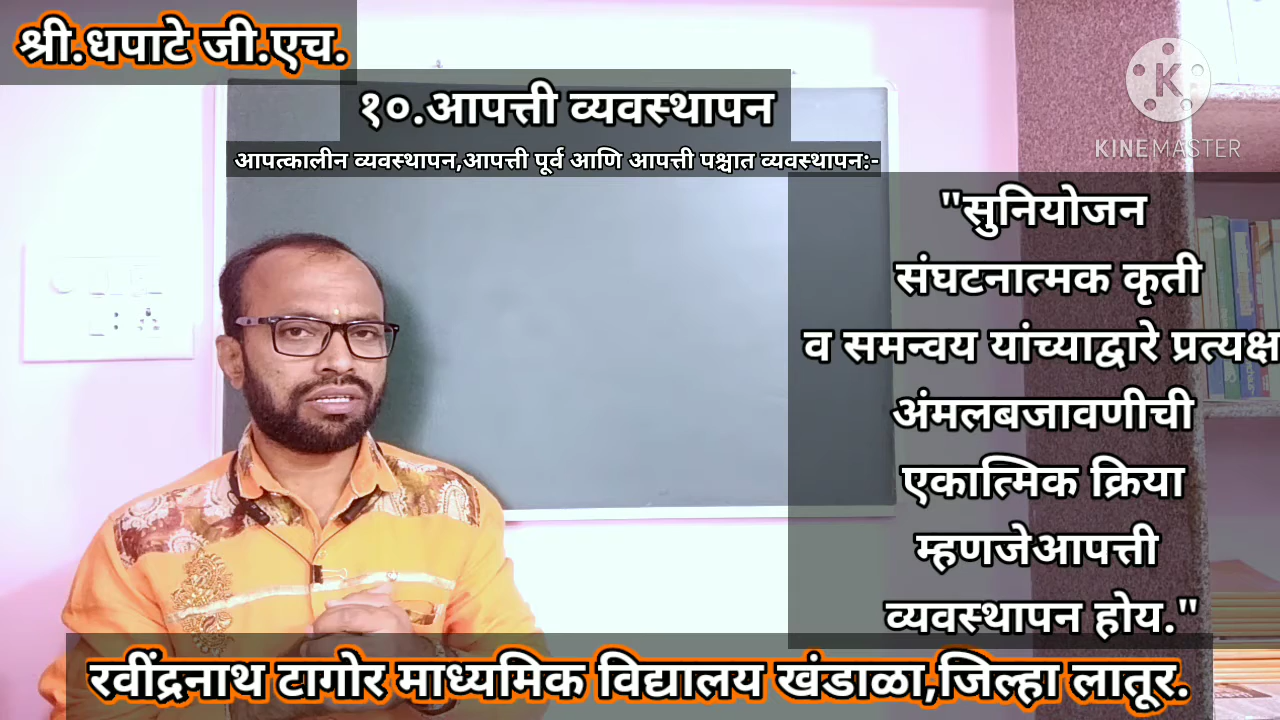 श्री.धपाटे जी.एच.
१०.आपत्ती व्यवस्थापन
आपत्कालीन व्यवस्थापन,आपत्ती पूर्व आणि आपत्ती पश्चात व्यवस्थापन:-
KINEMASTER
"सुनियोजन
संघटनात्मक कृती
व समन्वय यांच्याद्वारे प्रत्यक्ष
अंमलबजावणीची
एकात्मिक क्रिया
म्हणजेआपत्ती
व्यवस्थापन होय."
रवींद्रनाथ टागोर माध्यमिक विद्यालय खंडाळा,जिल्हा लातूर.